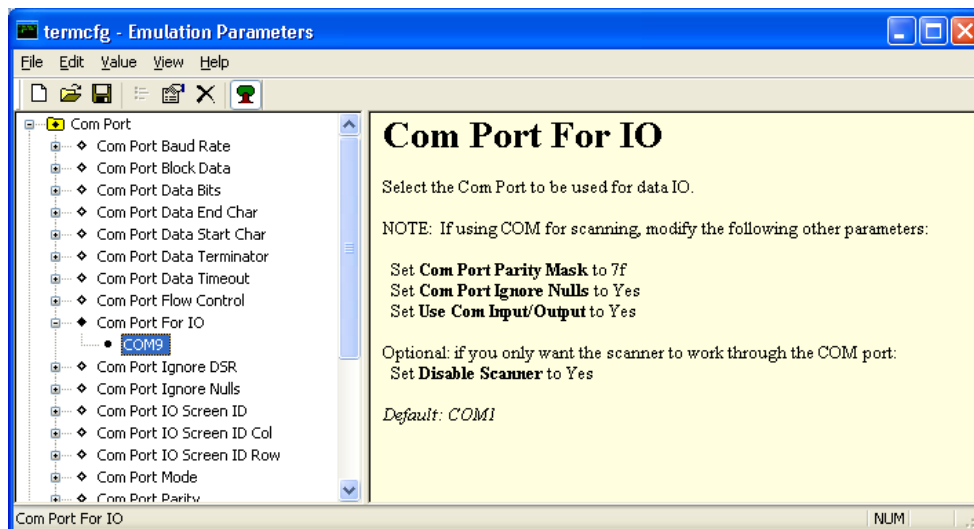 termcfg - Emulation Parameters
File Edit Value View Help
Com Port
Com Port Baud Rate
Com Port Block Data
Com Port Data Bits
Com Port Data End Char
Com Port Data Start Char
Com Port Data Terminator
Com Port Data Timeout
Com Port Flow Control
Com Port For IO
COM9
Com Port Ignore DSR
Com Port Ignore Nulls
Com Port IO Screen ID
Com Port IO Screen ID Col
Com Port IO Screen ID Row
Com Port Mode
Com Port Parity
Com Port For IO
Select the Com Port to be used for data IO.
NOTE: If using COM for scanning, modify the following other parameters:
Set Com Port Parity Mask to 7f
Set Com Port Ignore Nulls to Yes
Set Use Com Input/Output to Yes
Optional: if you only want the scanner to work through the COM port:
Set Disable Scanner to Yes
Default: COM1
Com Port For IO
NUM